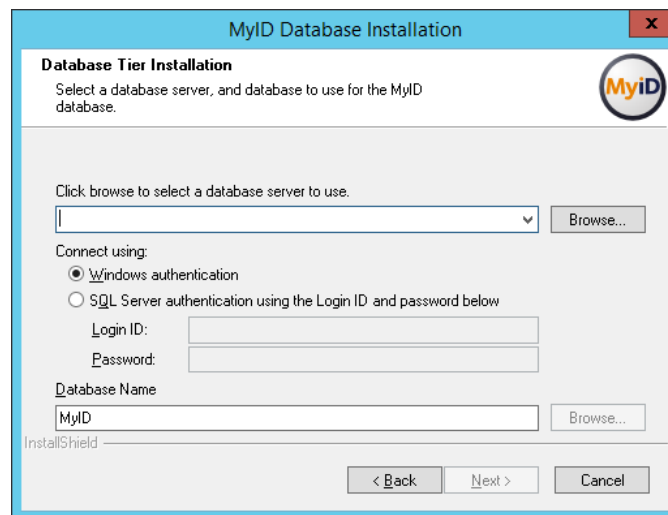 MyID Database Installation
x
Database Tier Installation
Select a database server, and database to use for the MyID
database.
MyiD
Click browse to select a database server to use.
Browse...
Connect using:
Windows authentication
SQL Server authentication using the Login ID and password below
Login ID:
Password:
Database Name
MyID
Browse...
InstallShield
< Back
Next >
Cancel